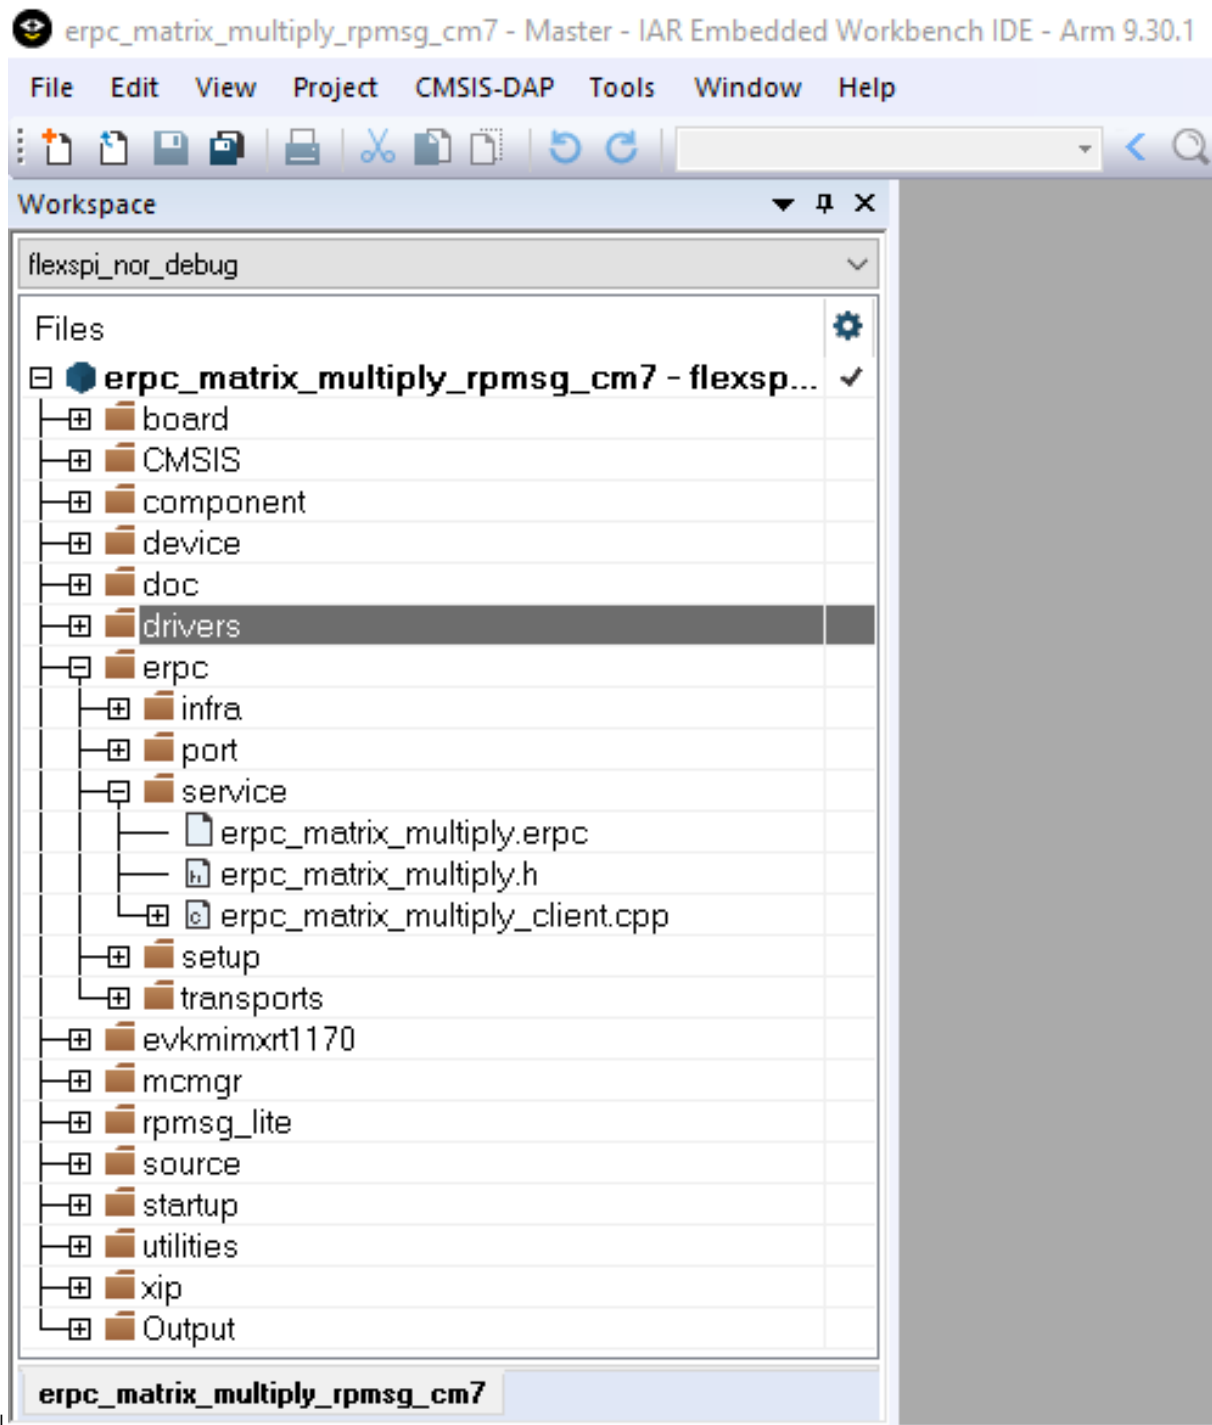 erpc_matrix_multiply_rpmsg_cm7 - Master - IAR Embedded Workbench IDE - Arm 9.30.1
File Edit View Project CMSIS-DAP Tools Window Help
Workspace
flexspi_nor_debug
Files
erpc_matrix_multiply_rpmsg_cm7 - flexsp...
board
CMSIS
component
device
doc
drivers
erpc
infra
port
service
erpc_matrix_multiply.erpc
erpc_matrix_multiply.h
erpc_matrix_multiply_client.cpp
setup
transports
evkmimxrt1170
mcmgr
rpmsg_lite
source
startup
utilities
xip
Output
erpc_matrix_multiply_rpmsg_cm7